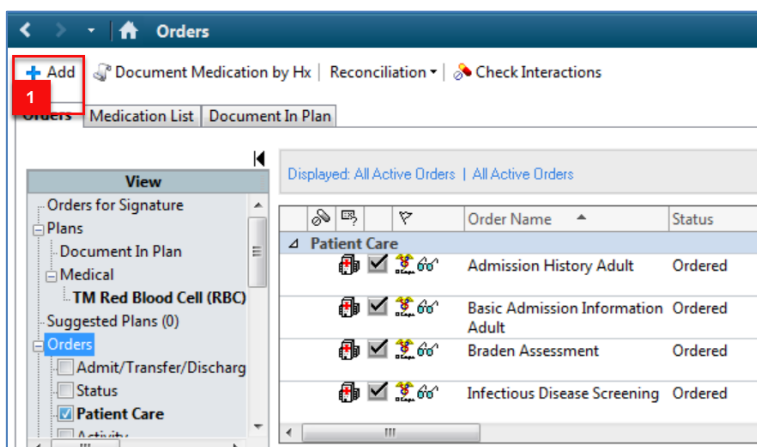 Orders
Add Document Medication by Hx | Reconciliation Check Interactions
1
Orders Medication List Document In Plan
View
Displayed: All Active Orders | All Active Orders
Orders for Signature
Plans
Document In Plan
Medical
TM Red Blood Cell (RBC)
Suggested Plans (0)
Orders
Admit/Transfer/Discharg
Status
Patient Care
Activity
Order Name Status
Patient Care
Admission History Adult Ordered
Basic Admission Information Ordered
Adult
Braden Assessment Ordered
Infectious Disease Screening Ordered